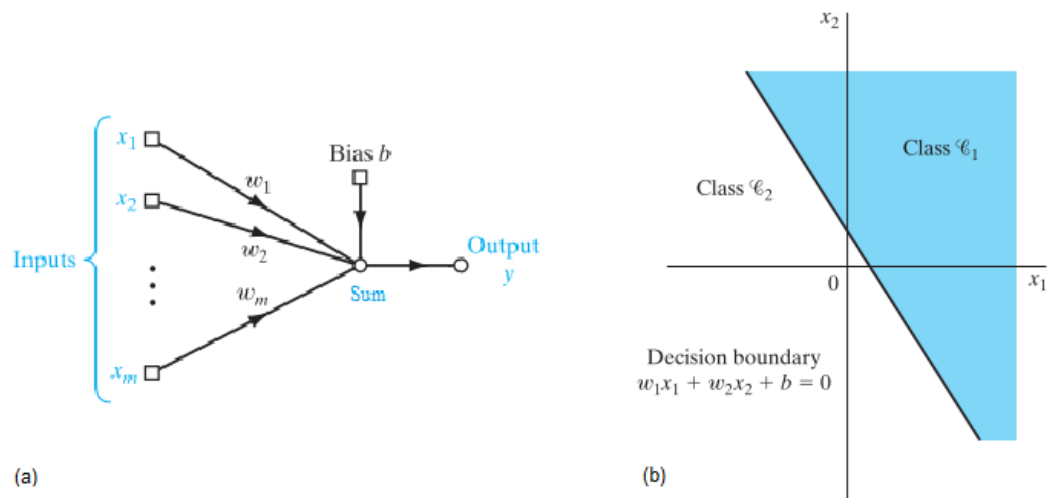 x₁
x₂
Inputs
xₘ
w₁
w₂
wₘ
Bias b
Sum
Output
y
(a)
x₂
Class 𝒞₁
Class 𝒞₂
0
x₁
Decision boundary
w₁x₁ + w₂x₂ + b = 0
(b)